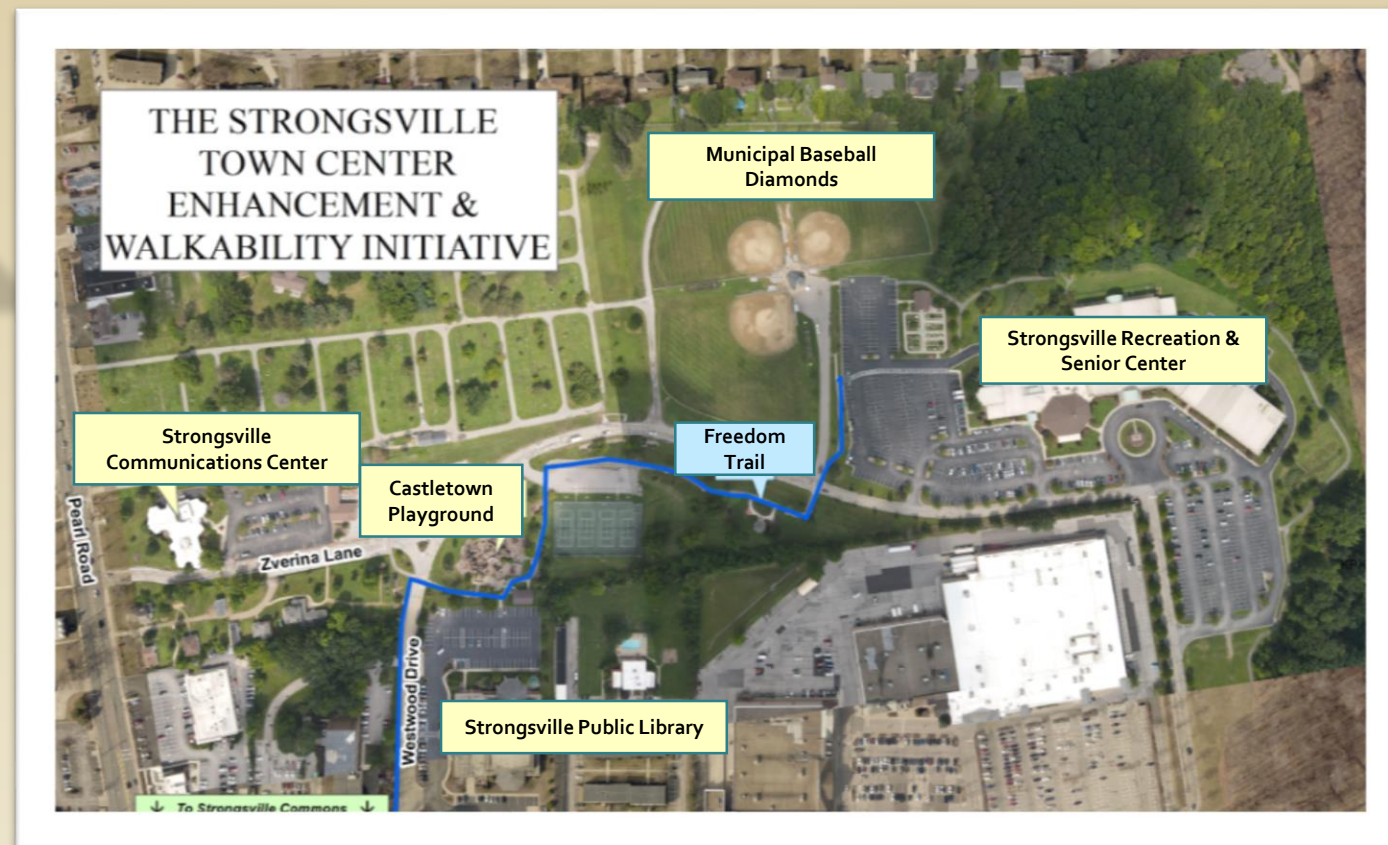 THE STRONGSVILLE
TOWN CENTER
ENHANCEMENT &
WALKABILITY INITIATIVE
Municipal Baseball
Diamonds
Strongsville Recreation &
Senior Center
Strongsville
Communications Center
Freedom
Trail
Castletown
Playground
Pearl Road
Zverina Lane
Westwood Drive
Strongsville Public Library
↓ To Strongsville Commons ↓